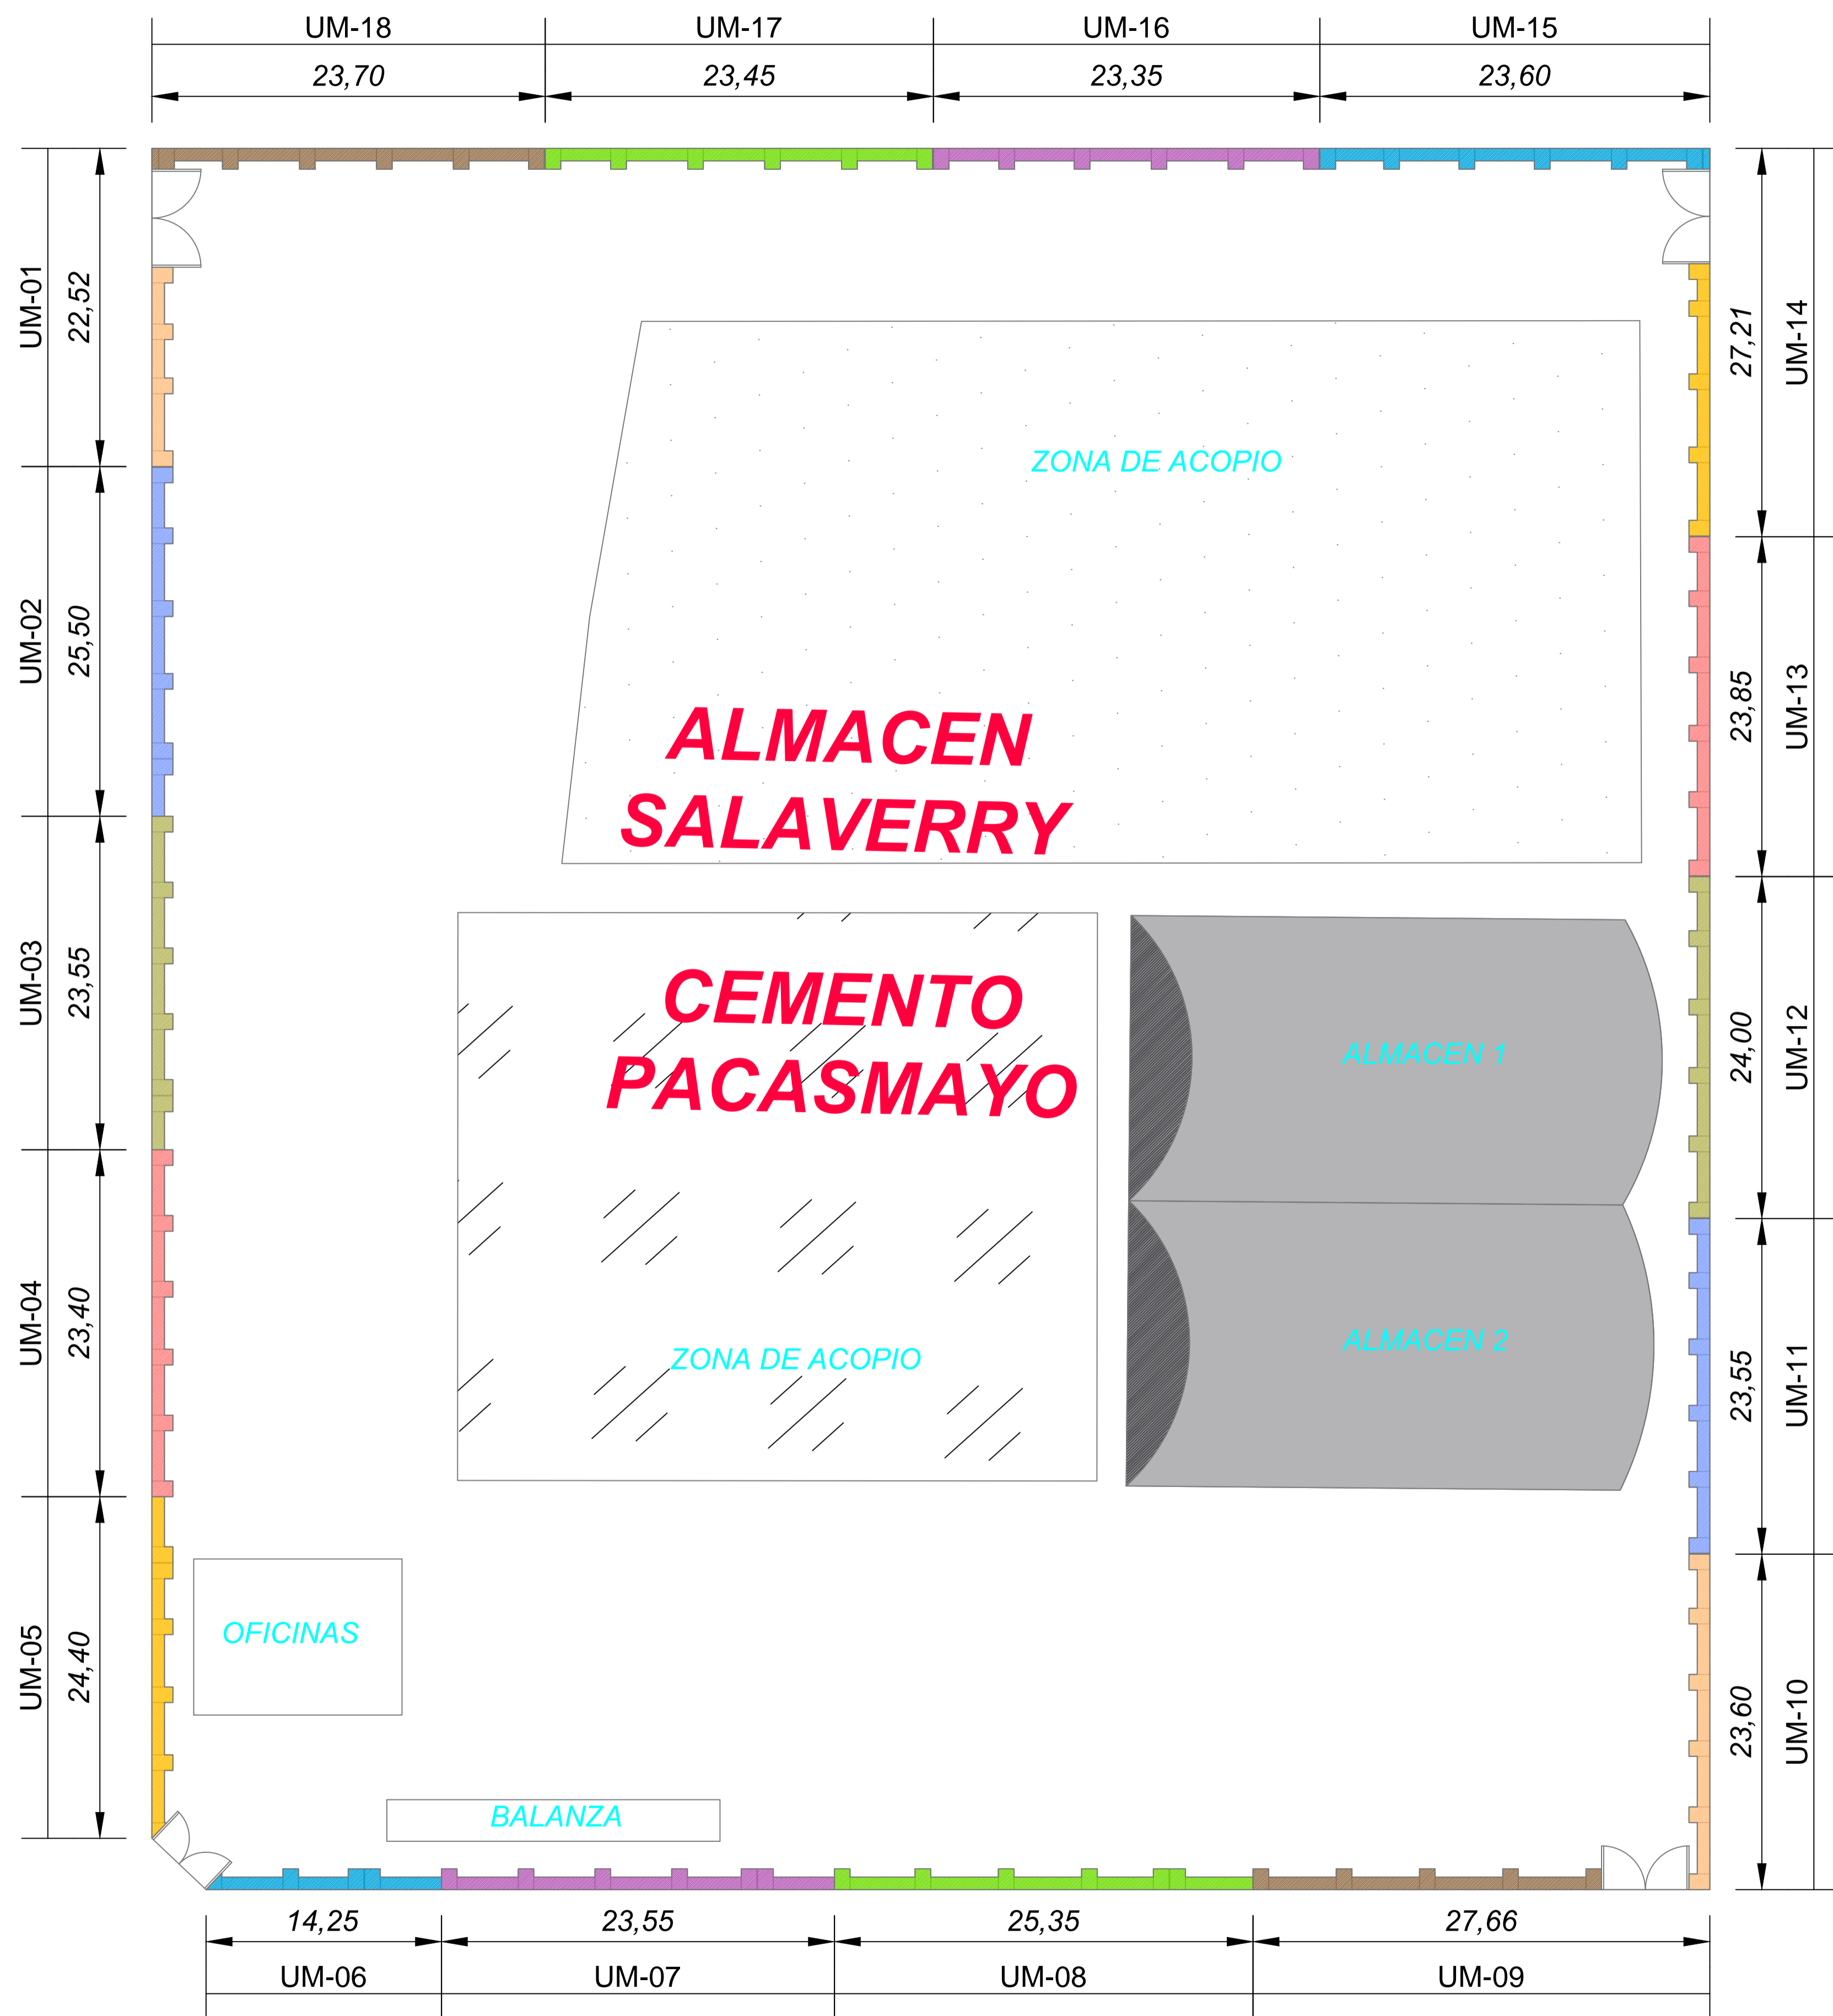 UM-18 UM-17 UM-16 UM-15
23,70 23,45 23,35 23,60
UM-01
22,52
UM-02
25,50
UM-03
23,55
UM-04
23,40
UM-05
24,40
ZONA DE ACOPIO
ALMACEN
SALAVERRY
CEMENTO
PACASMAYO
ZONA DE ACOPIO
ALMACEN 1
ALMACEN 2
OFICINAS
BALANZA
27,21
UM-14
23,85
UM-13
24,00
UM-12
23,55
UM-11
23,60
UM-10
14,25 23,55 25,35 27,66
UM-06 UM-07 UM-08 UM-09